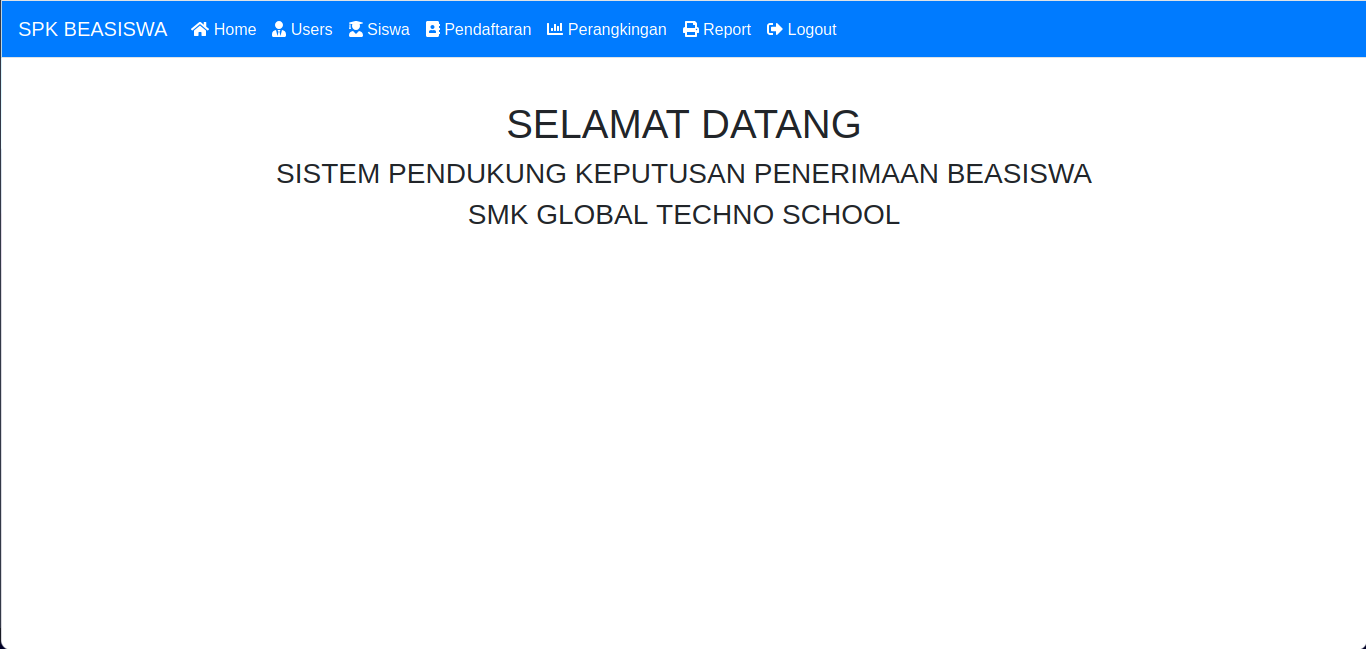 SPK BEASISWA Home Users Siswa Pendaftaran Perangkingan Report Logout
SELAMAT DATANG
SISTEM PENDUKUNG KEPUTUSAN PENERIMAAN BEASISWA
SMK GLOBAL TECHNO SCHOOL